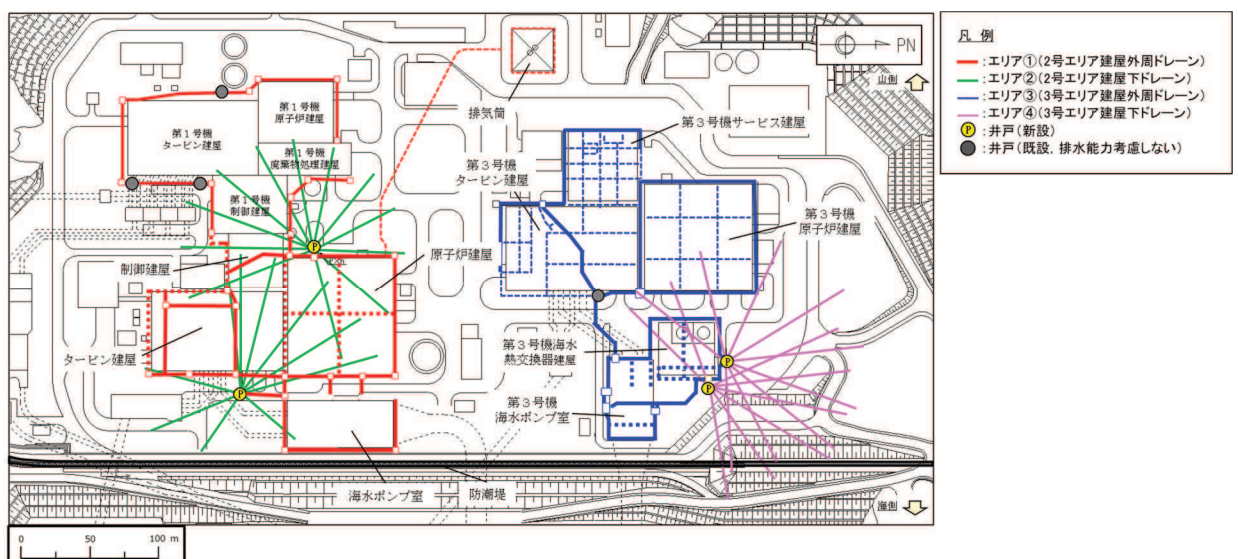 凡 例
：エリア①(2号エリア建屋外周ドレーン)
：エリア②(2号エリア建屋下ドレーン)
：エリア③(3号エリア建屋外周ドレーン)
：エリア④(3号エリア建屋下ドレーン)
P：井戸(新設)
：井戸(既設，排水能力考慮しない)
PN
山側
排気筒
第１号機
原子炉建屋
第１号機
タービン建屋
第１号機
廃棄物処理建屋
第１号機
制御建屋
第３号機サービス建屋
第３号機
タービン建屋
第３号機
原子炉建屋
P
原子炉建屋
制御建屋
タービン建屋
P
第３号機海水
熱交換器建屋
P
P
第３号機
海水ポンプ室
海水ポンプ室
防潮堤
海側
0 50 100 m